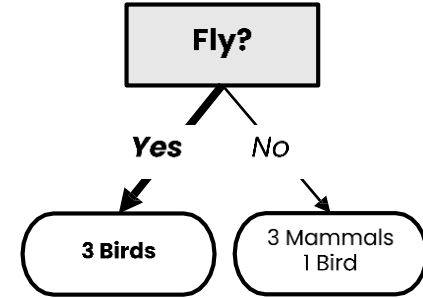 Fly?
Yes
No
3 Birds
3 Mammals
1 Bird